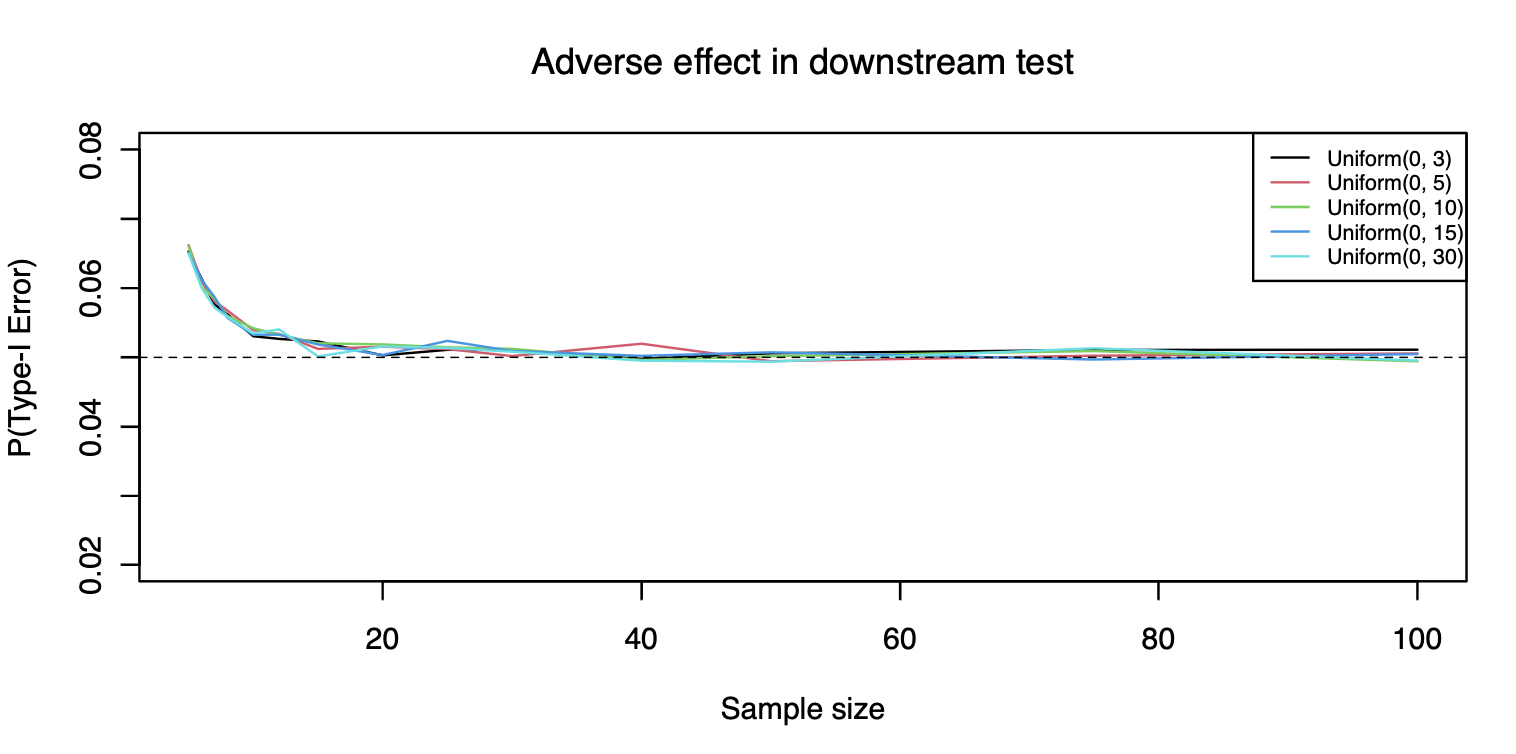 Adverse effect in downstream test
P(Type-I Error)
0.08
0.06
0.04
0.02
Uniform(0, 3)
Uniform(0, 5)
Uniform(0, 10)
Uniform(0, 15)
Uniform(0, 30)
20 40 60 80 100
Sample size